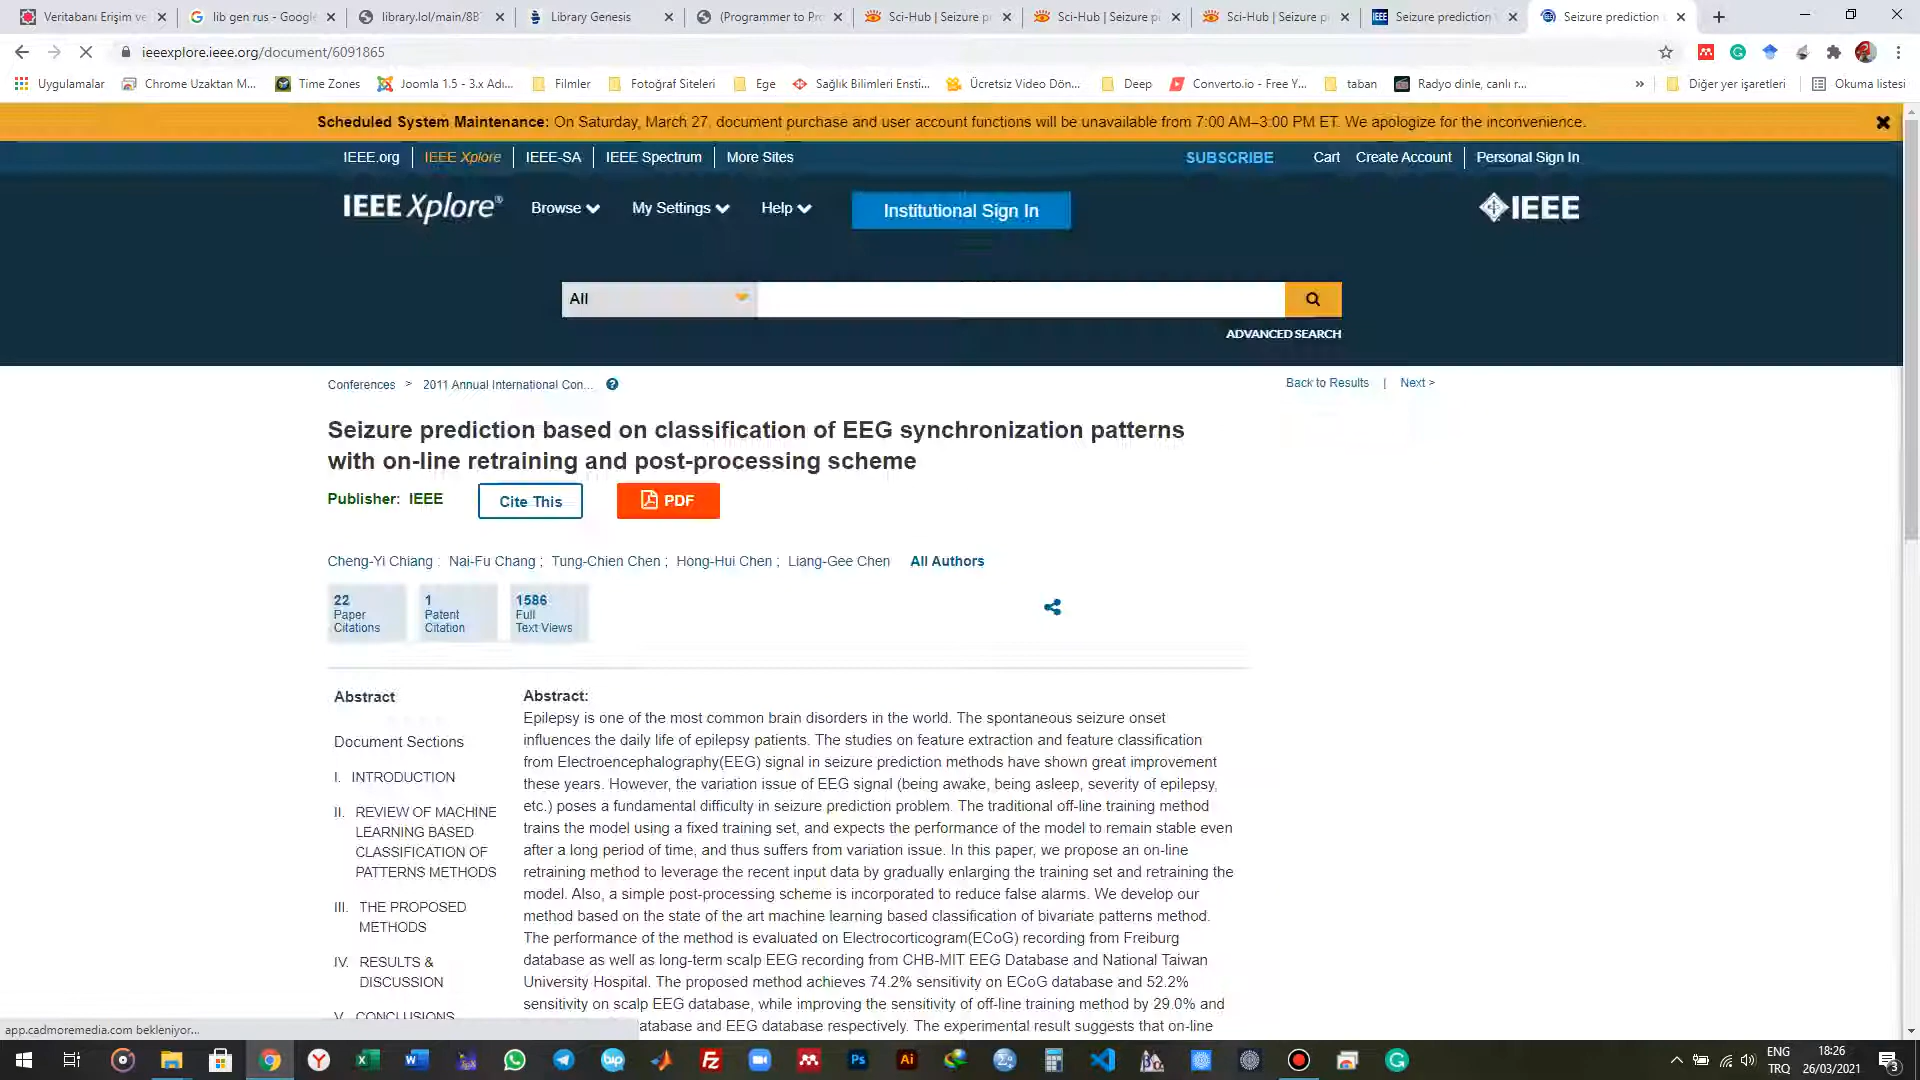 Veritabanı Erişim ve
lib gen rus - Google
library.lol/main/8B
Library Genesis
(Programmer to Pro
Sci-Hub | Seizure p
Sci-Hub | Seizure p
Sci-Hub | Seizure p
IEEE Seizure prediction
Seizure prediction
ieeexplore.ieee.org/document/6091865
Uygulamalar
Chrome Uzaktan M...
Time Zones
Joomla 1.5 - 3.x Adı...
Filmler
Fotoğraf Siteleri
Ege
Sağlık Bilimleri Ensti...
Ücretsiz Video Dön...
Deep
Converto.io - Free Y...
taban
Radyo dinle, canlı r...
»
Diğer yer işaretleri
Okuma listesi
Scheduled System Maintenance: On Saturday, March 27, document purchase and user account functions will be unavailable from 7:00 AM–3:00 PM ET. We apologize for the inconvenience.
IEEE.org | IEEE Xplore | IEEE-SA | IEEE Spectrum | More Sites
SUBSCRIBE
Cart Create Account | Personal Sign In
IEEE Xplore®
Browse
My Settings
Help
Institutional Sign In
IEEE
All
ADVANCED SEARCH
Conferences > 2011 Annual International Con... ?
Back to Results | Next >
Seizure prediction based on classification of EEG synchronization patterns
with on-line retraining and post-processing scheme
Publisher: IEEE
Cite This
PDF
Cheng-Yi Chiang ; Nai-Fu Chang ; Tung-Chien Chen ; Hong-Hui Chen ; Liang-Gee Chen All Authors
22
Paper
Citations
1
Patent
Citation
1586
Full
Text Views
Abstract
Document Sections
I. INTRODUCTION
II. REVIEW OF MACHINE
LEARNING BASED
CLASSIFICATION OF
PATTERNS METHODS
III. THE PROPOSED
METHODS
IV. RESULTS &
DISCUSSION
V. CONCLUSIONS
Abstract:
Epilepsy is one of the most common brain disorders in the world. The spontaneous seizure onset
influences the daily life of epilepsy patients. The studies on feature extraction and feature classification
from Electroencephalography(EEG) signal in seizure prediction methods have shown great improvement
these years. However, the variation issue of EEG signal (being awake, being asleep, severity of epilepsy,
etc.) poses a fundamental difficulty in seizure prediction problem. The traditional off-line training method
trains the model using a fixed training set, and expects the performance of the model to remain stable even
after a long period of time, and thus suffers from variation issue. In this paper, we propose an on-line
retraining method to leverage the recent input data by gradually enlarging the training set and retraining the
model. Also, a simple post-processing scheme is incorporated to reduce false alarms. We develop our
method based on the state of the art machine learning based classification of bivariate patterns method.
The performance of the method is evaluated on Electrocorticogram(ECoG) recording from Freiburg
database as well as long-term scalp EEG recording from CHB-MIT EEG Database and National Taiwan
University Hospital. The proposed method achieves 74.2% sensitivity on ECoG database and 52.2%
sensitivity on scalp EEG database, while improving the sensitivity of off-line training method by 29.0% and
atabase and EEG database respectively. The experimental result suggests that on-line
app.cadmoremedia.com bekleniyor...
ENG
TRQ
18:26
26/03/2021
3